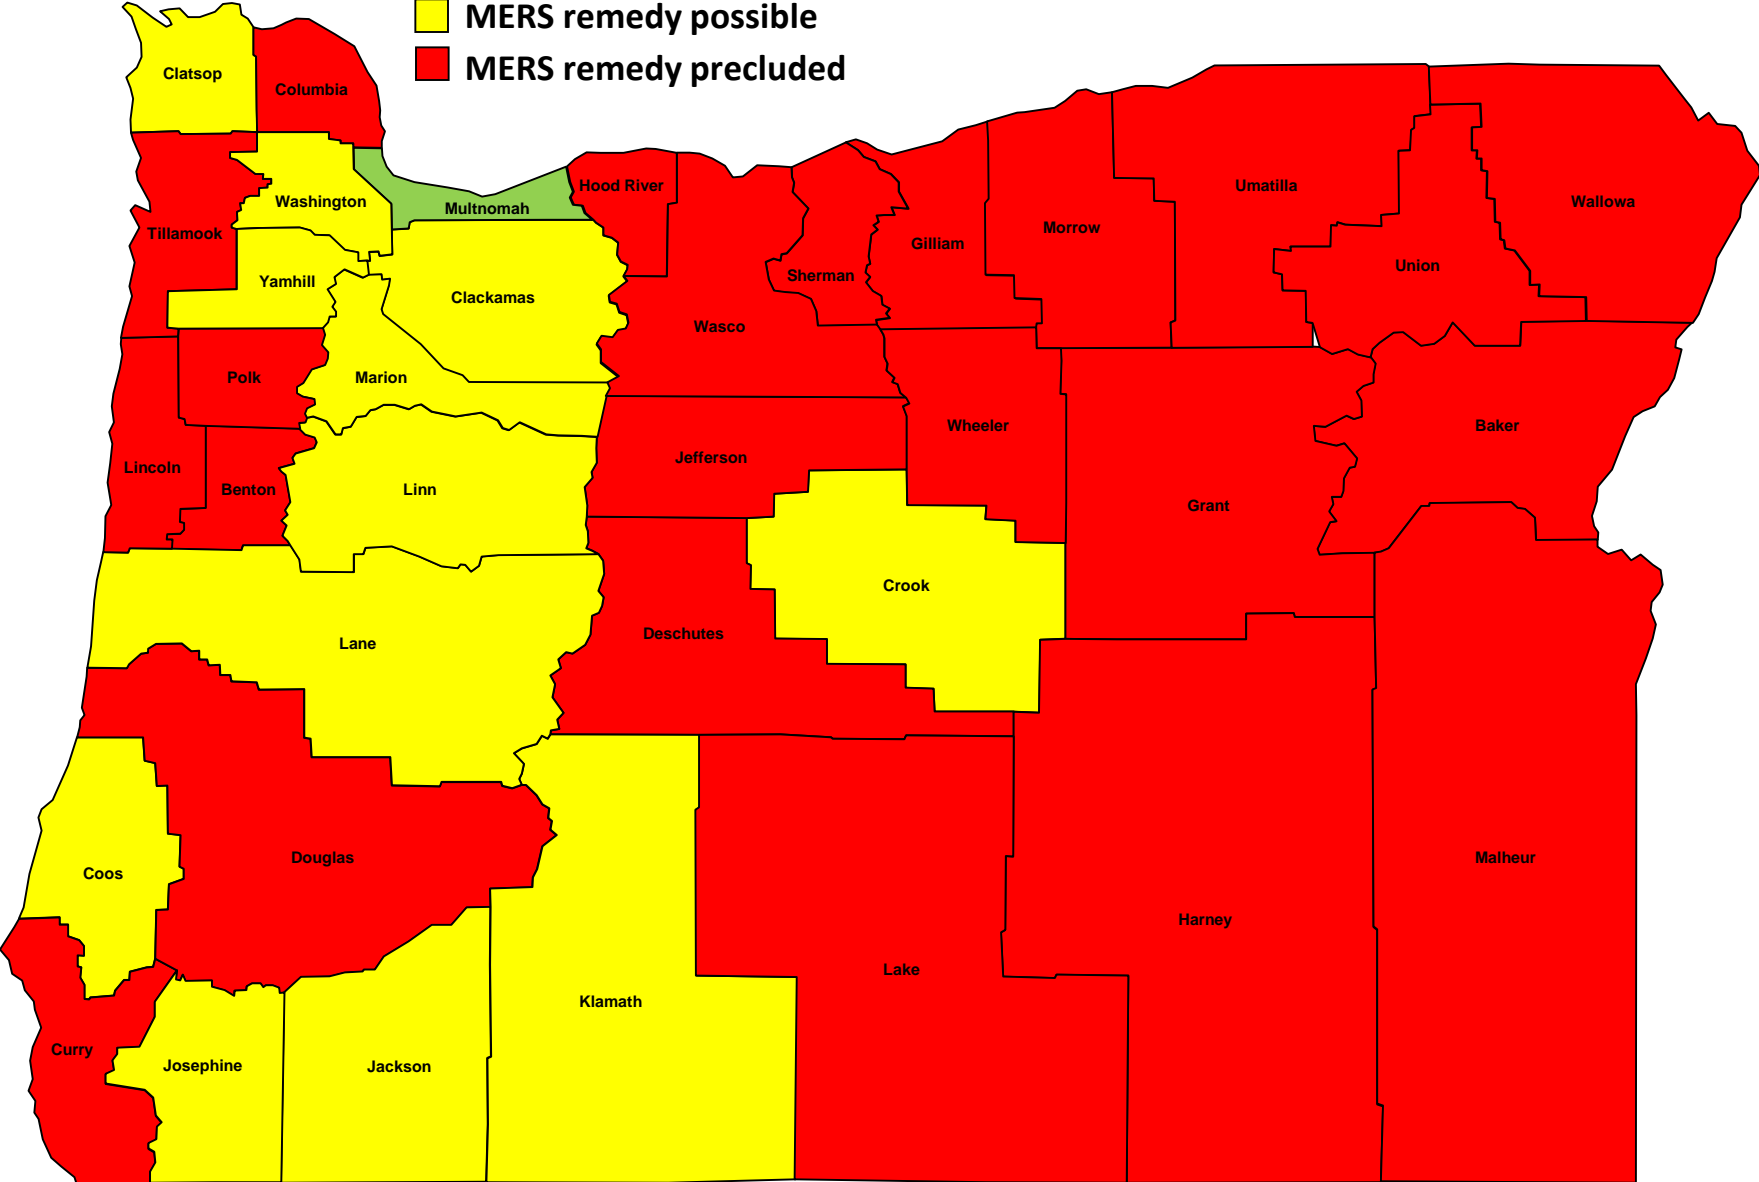 MERS remedy possible
MERS remedy precluded
Clatsop
Columbia
Hood River
Umatilla
Washington
Wallowa
Multnomah
Morrow
Tillamook
Gilliam
Union
Sherman
Yamhill
Clackamas
Wasco
Polk
Marion
Wheeler
Baker
Jefferson
Lincoln
Benton
Linn
Grant
Crook
Deschutes
Lane
Douglas
Malheur
Coos
Harney
Lake
Klamath
Curry
Josephine
Jackson